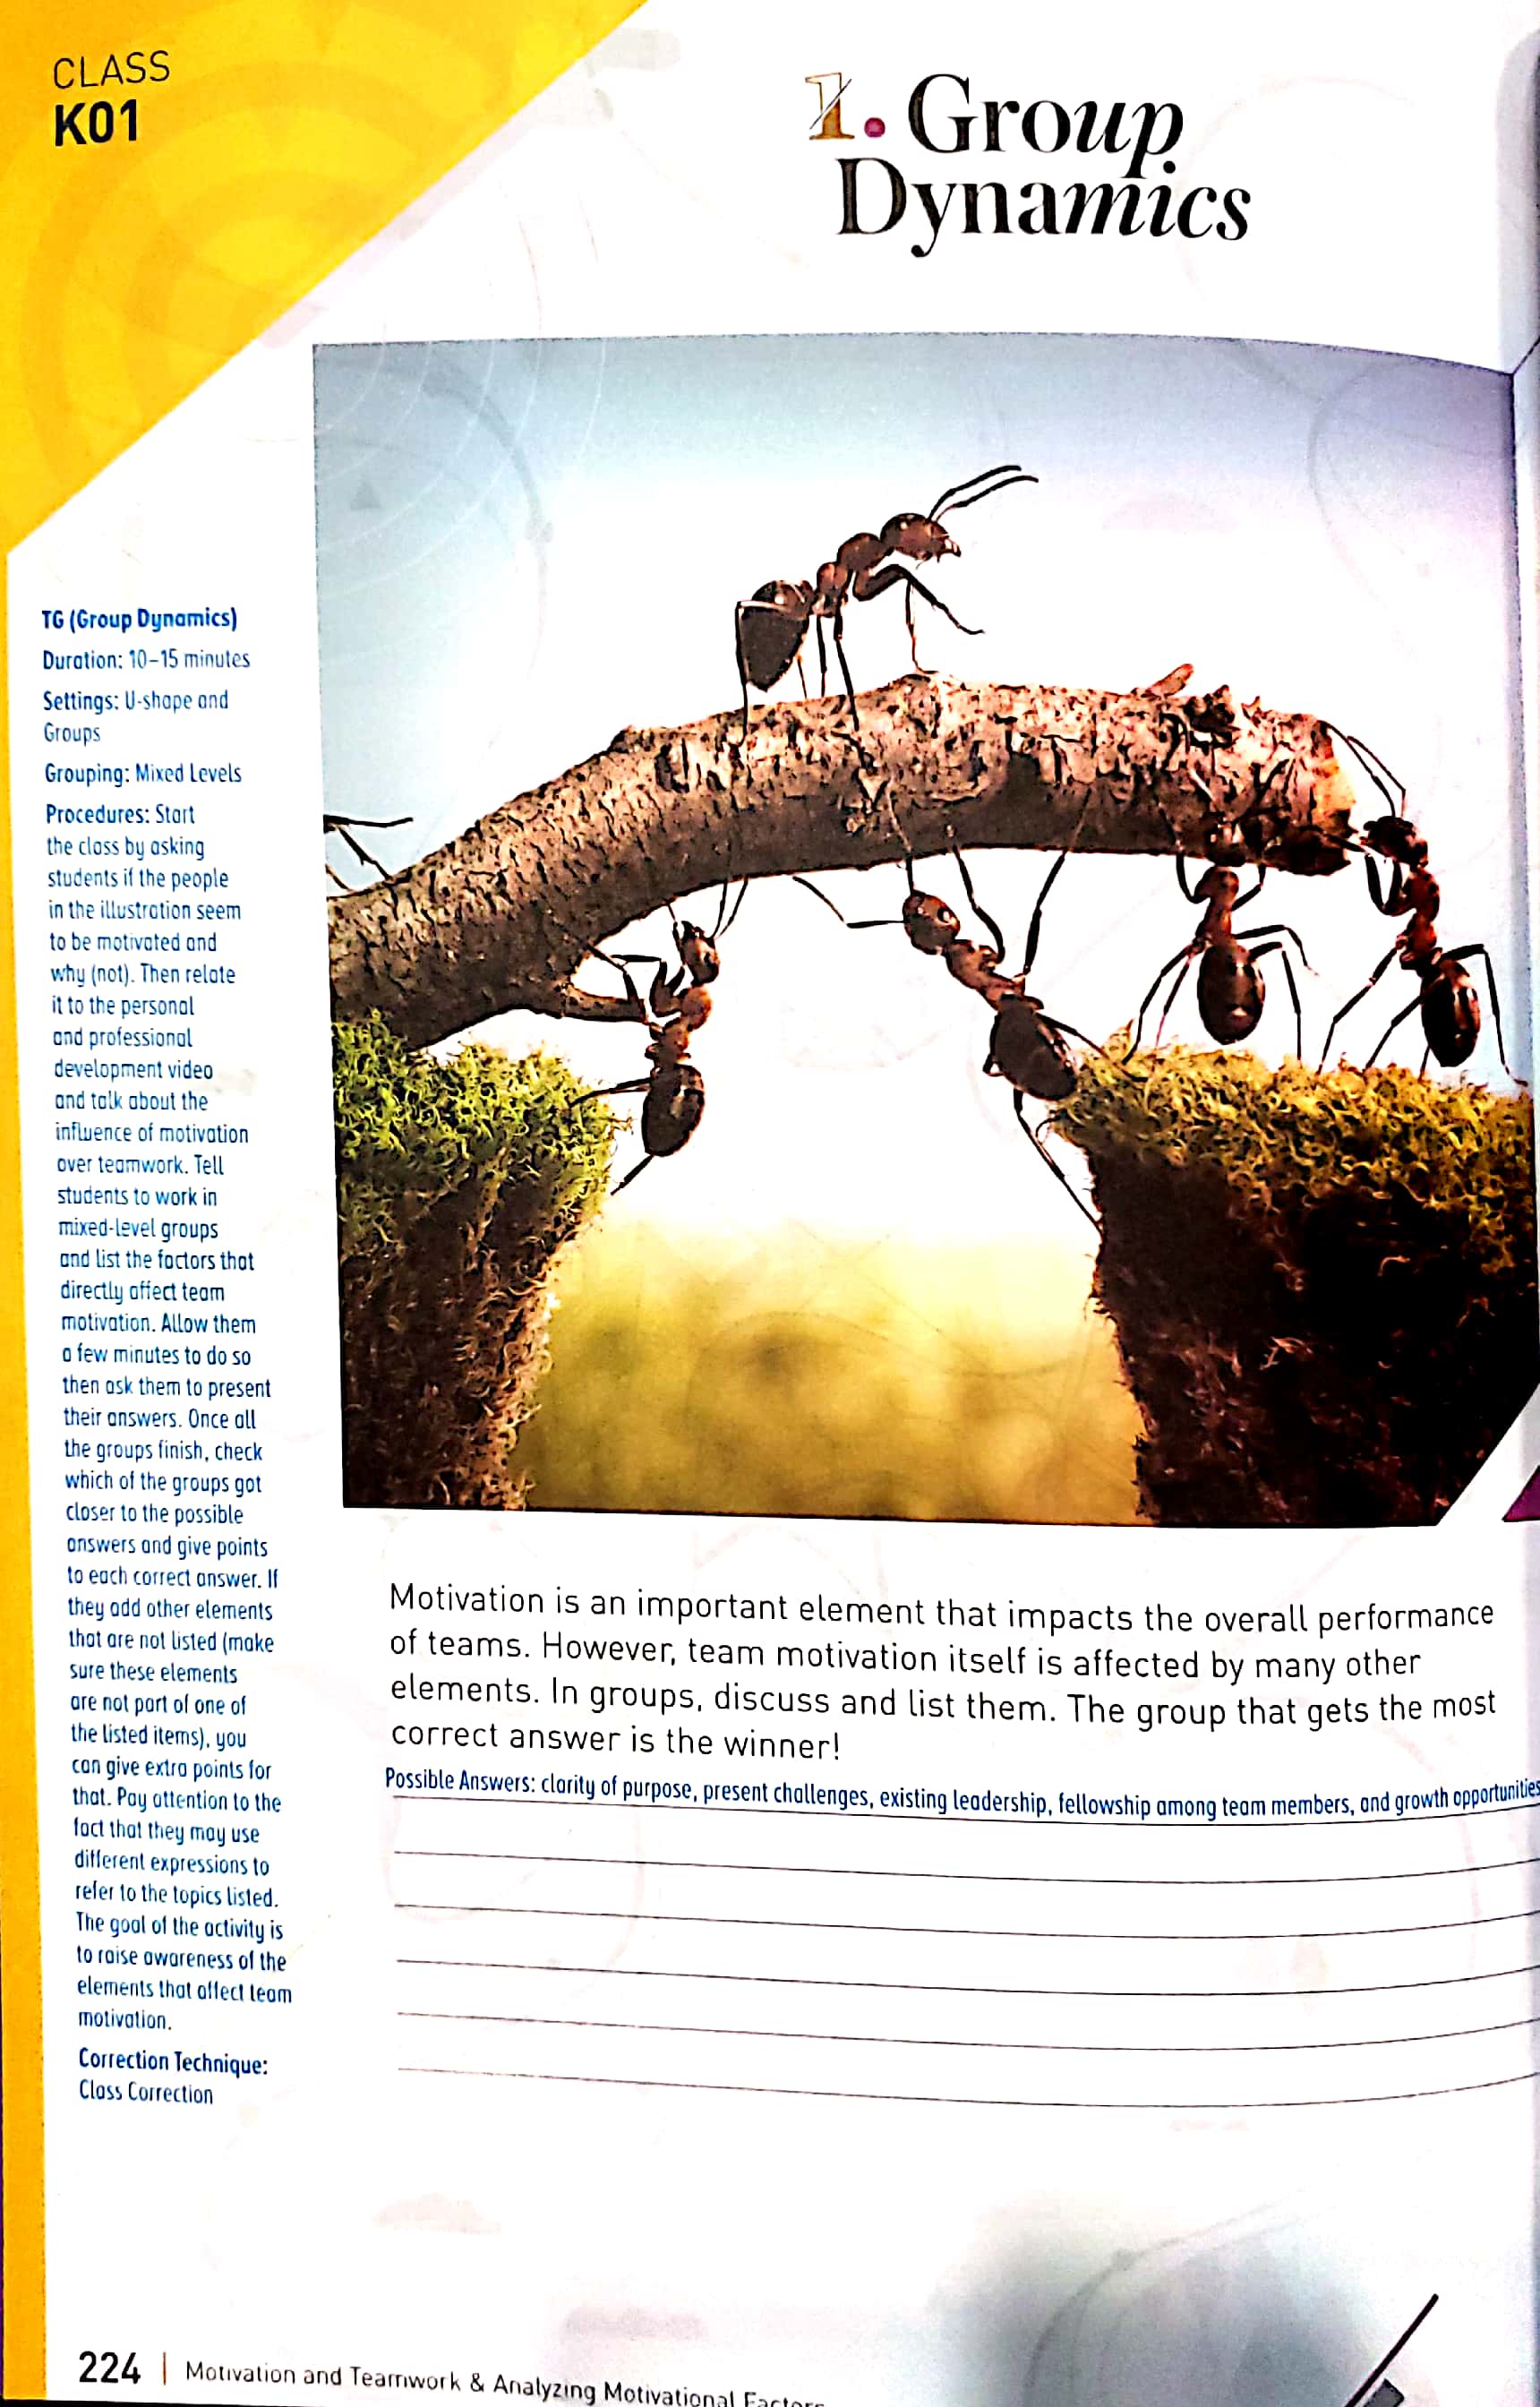 CLASS
K01
1. Group
Dynamics
TG (Group Dynamics)
Duration: 10-15 minutes
Settings: U-shape and
Groups
Grouping: Mixed Levels
Procedures: Start
the class by asking
students if the people
in the illustration seem
to be motivated and
why (not). Then relate
it to the personal
and professional
development video
and talk about the
influence of motivation
over teamwork. Tell
students to work in
mixed-level groups
and list the factors that
directly affect team
motivation. Allow them
a few minutes to do so
then ask them to present
their answers. Once all
the groups finish, check
which of the groups got
closer to the possible
answers and give points
to each correct answer. If
they add other elements
that are not listed (make
sure these elements
are not part of one of
the listed items), you
can give extra points for
that. Pay attention to the
fact that they may use
different expressions to
refer to the topics listed.
The goal of the activity is
to raise awareness of the
elements that affect team
motivation.
Correction Technique:
Class Correction
Motivation is an important element that impacts the overall performance
of teams. However, team motivation itself is affected by many other
elements. In groups, discuss and list them. The group that gets the most
correct answer is the winner!
Possible Answers: clarity of purpose, present challenges, existing leadership, fellowship among team members, and growth opportunities
224 | Motivation and Teamwork & Analyzing Motivational Factors